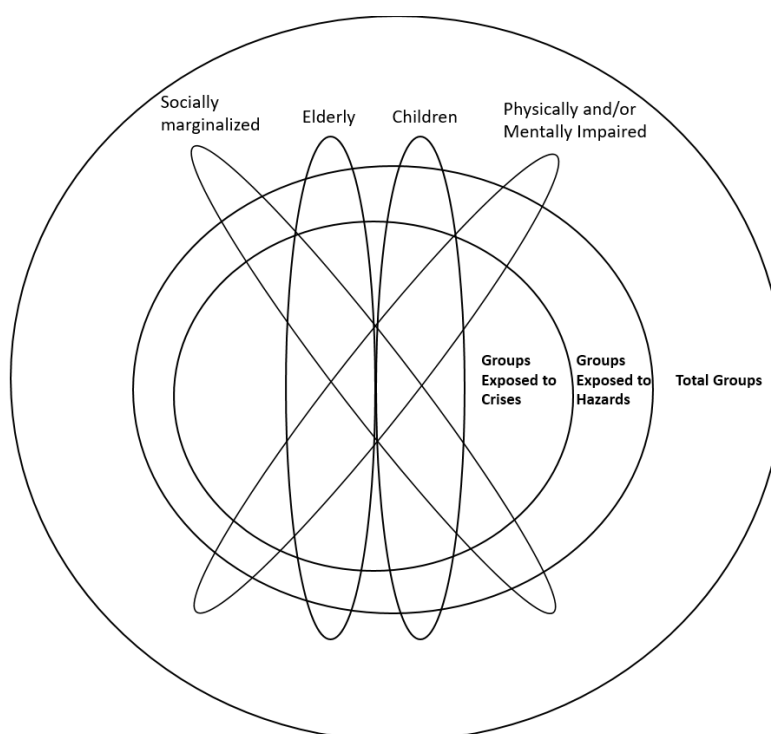 Socially
marginalized
Elderly
Children
Physically and/or
Mentally Impaired
Groups
Exposed to
Crises
Groups
Exposed to
Hazards
Total Groups